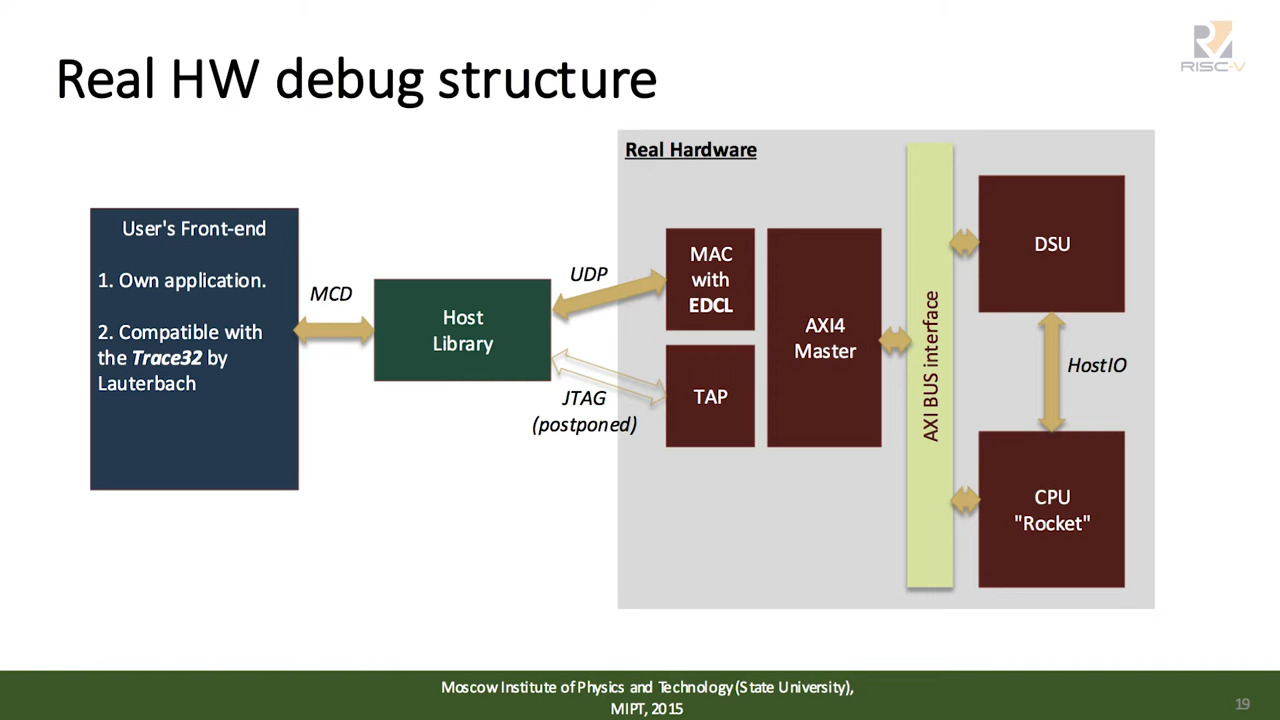 Real HW debug structure
RISC-V
Real Hardware
User's Front-end
1. Own application.
2. Compatible with
the Trace32 by
Lauterbach
MCD
Host
Library
UDP
JTAG
(postponed)
MAC
with
EDCL
TAP
AXI4
Master
AXI BUS interface
DSU
HostIO
CPU
"Rocket"
Moscow Institute of Physics and Technology (State University),
MIPT, 2015
19